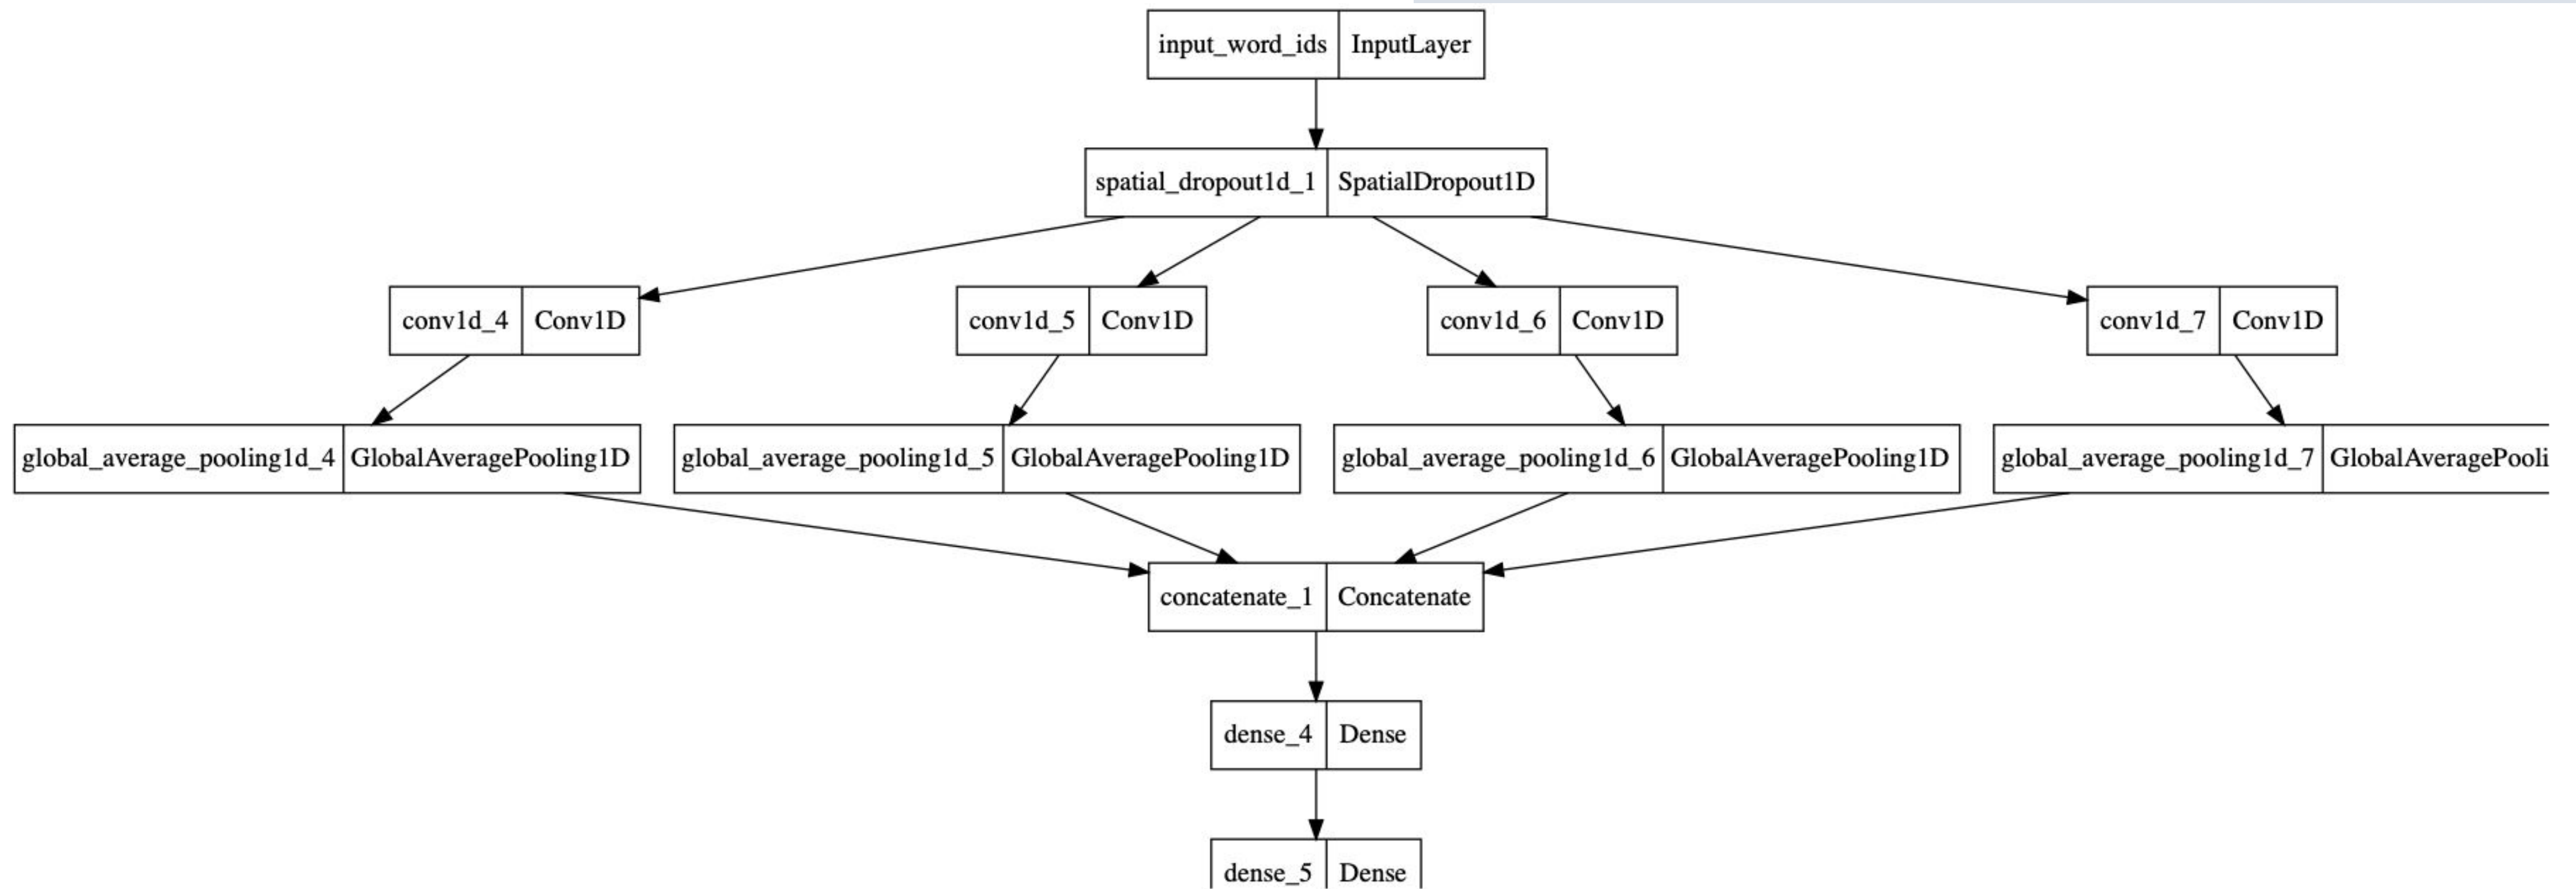 input_word_ids InputLayer
spatial_dropout1d_1 SpatialDropout1D
conv1d_4 Conv1D
conv1d_5 Conv1D
conv1d_6 Conv1D
conv1d_7 Conv1D
global_average_pooling1d_4 GlobalAveragePooling1D
global_average_pooling1d_5 GlobalAveragePooling1D
global_average_pooling1d_6 GlobalAveragePooling1D
global_average_pooling1d_7 GlobalAveragePooli
concatenate_1 Concatenate
dense_4 Dense
dense_5 Dense